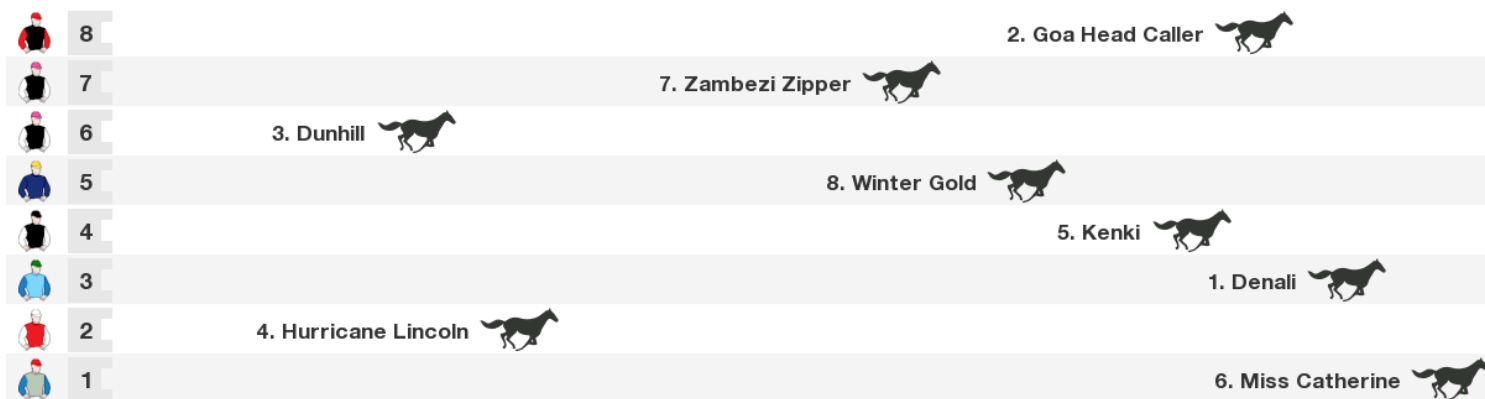 8 2. Goa Head Caller
7 7. Zambezi Zipper
6 3. Dunhill
5 8. Winter Gold
4 5. Kenki
3 1. Denali
2 4. Hurricane Lincoln
1 6. Miss Catherine